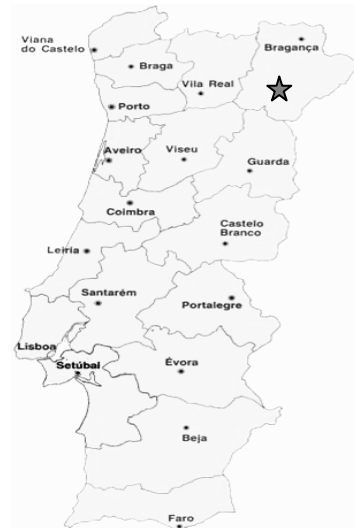 Viana
do Castelo
Bragança
Braga
Vila Real
Porto
Aveiro
Viseu
Guarda
Coimbra
Castelo
Branco
Leiria
Santarém
Portalegre
Lisboa
Setúbal
Évora
Beja
Faro